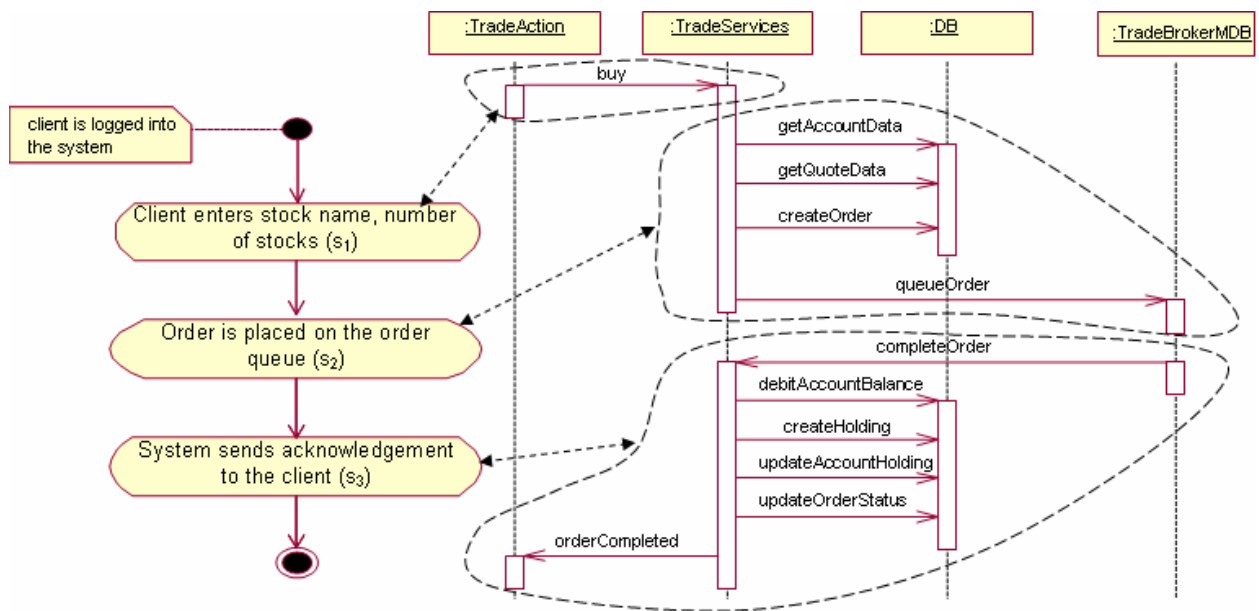 :TradeAction
:TradeServices
:DB
:TradeBrokerMDB
buy
client is logged into
the system
getAccountData
getQuoteData
createOrder
Client enters stock name, number
of stocks (s₁)
queueOrder
Order is placed on the order
queue (s₂)
completeOrder
debitAccountBalance
createHolding
System sends acknowledgement
to the client (s₃)
updateAccountHolding
updateOrderStatus
orderCompleted